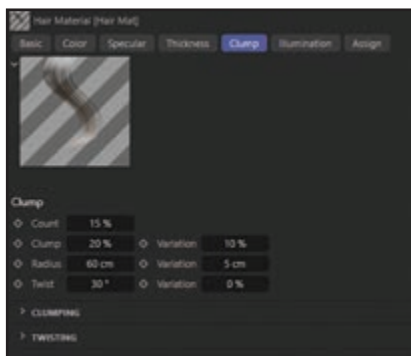 Hair Material [Hair Mat]
Basic Color Specular Thickness Clump Illumination Assign
Clump
Count 15 %
Clump 20 % Variation 10 %
Radius 60 cm Variation 5 cm
Twist 30 ° Variation 0 %
CLUMPING
TWISTING